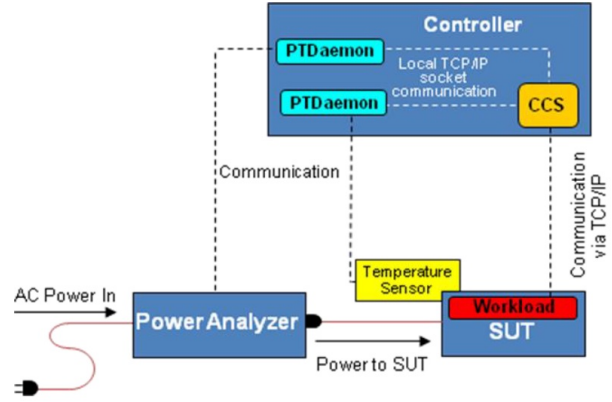 Controller
PTDaemon
Local TCP/IP
socket
communication
PTDaemon
CCS
Communication
Communication
via TCP/IP
Temperature
Sensor
AC Power In
Power Analyzer
Workload
SUT
Power to SUT